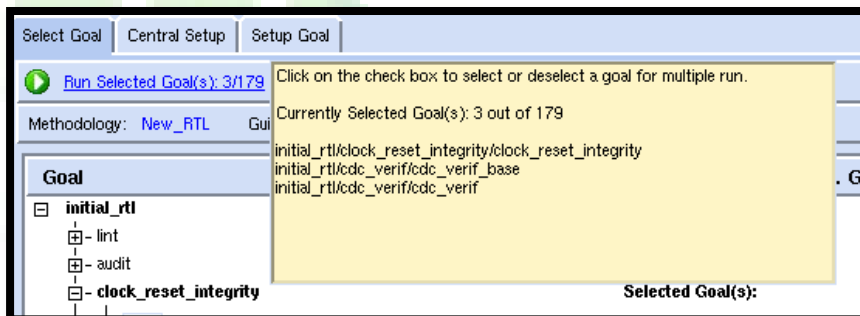 Select Goal Central Setup Setup Goal
Run Selected Goal(s): 3/179
Click on the check box to select or deselect a goal for multiple run.
Currently Selected Goal(s): 3 out of 179
Methodology: New_RTL Gui
initial_rtl/clock_reset_integrity/clock_reset_integrity
initial_rtl/cdc_verif/cdc_verif_base
initial_rtl/cdc_verif/cdc_verif
Goal . G
initial_rtl
lint
audit
clock_reset_integrity Selected Goal(s):